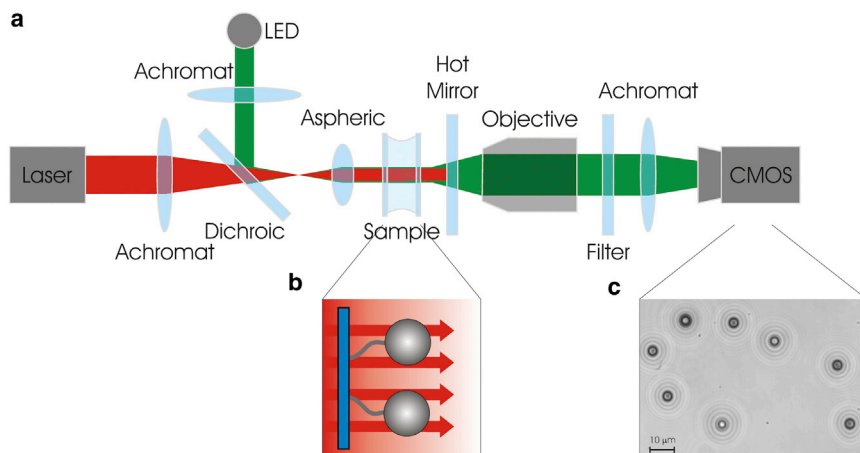 a
LED
Achromat
Hot
Mirror
Achromat
Aspheric
Objective
Laser
CMOS
Dichroic
Sample
Achromat
Filter
b
c
10 μm